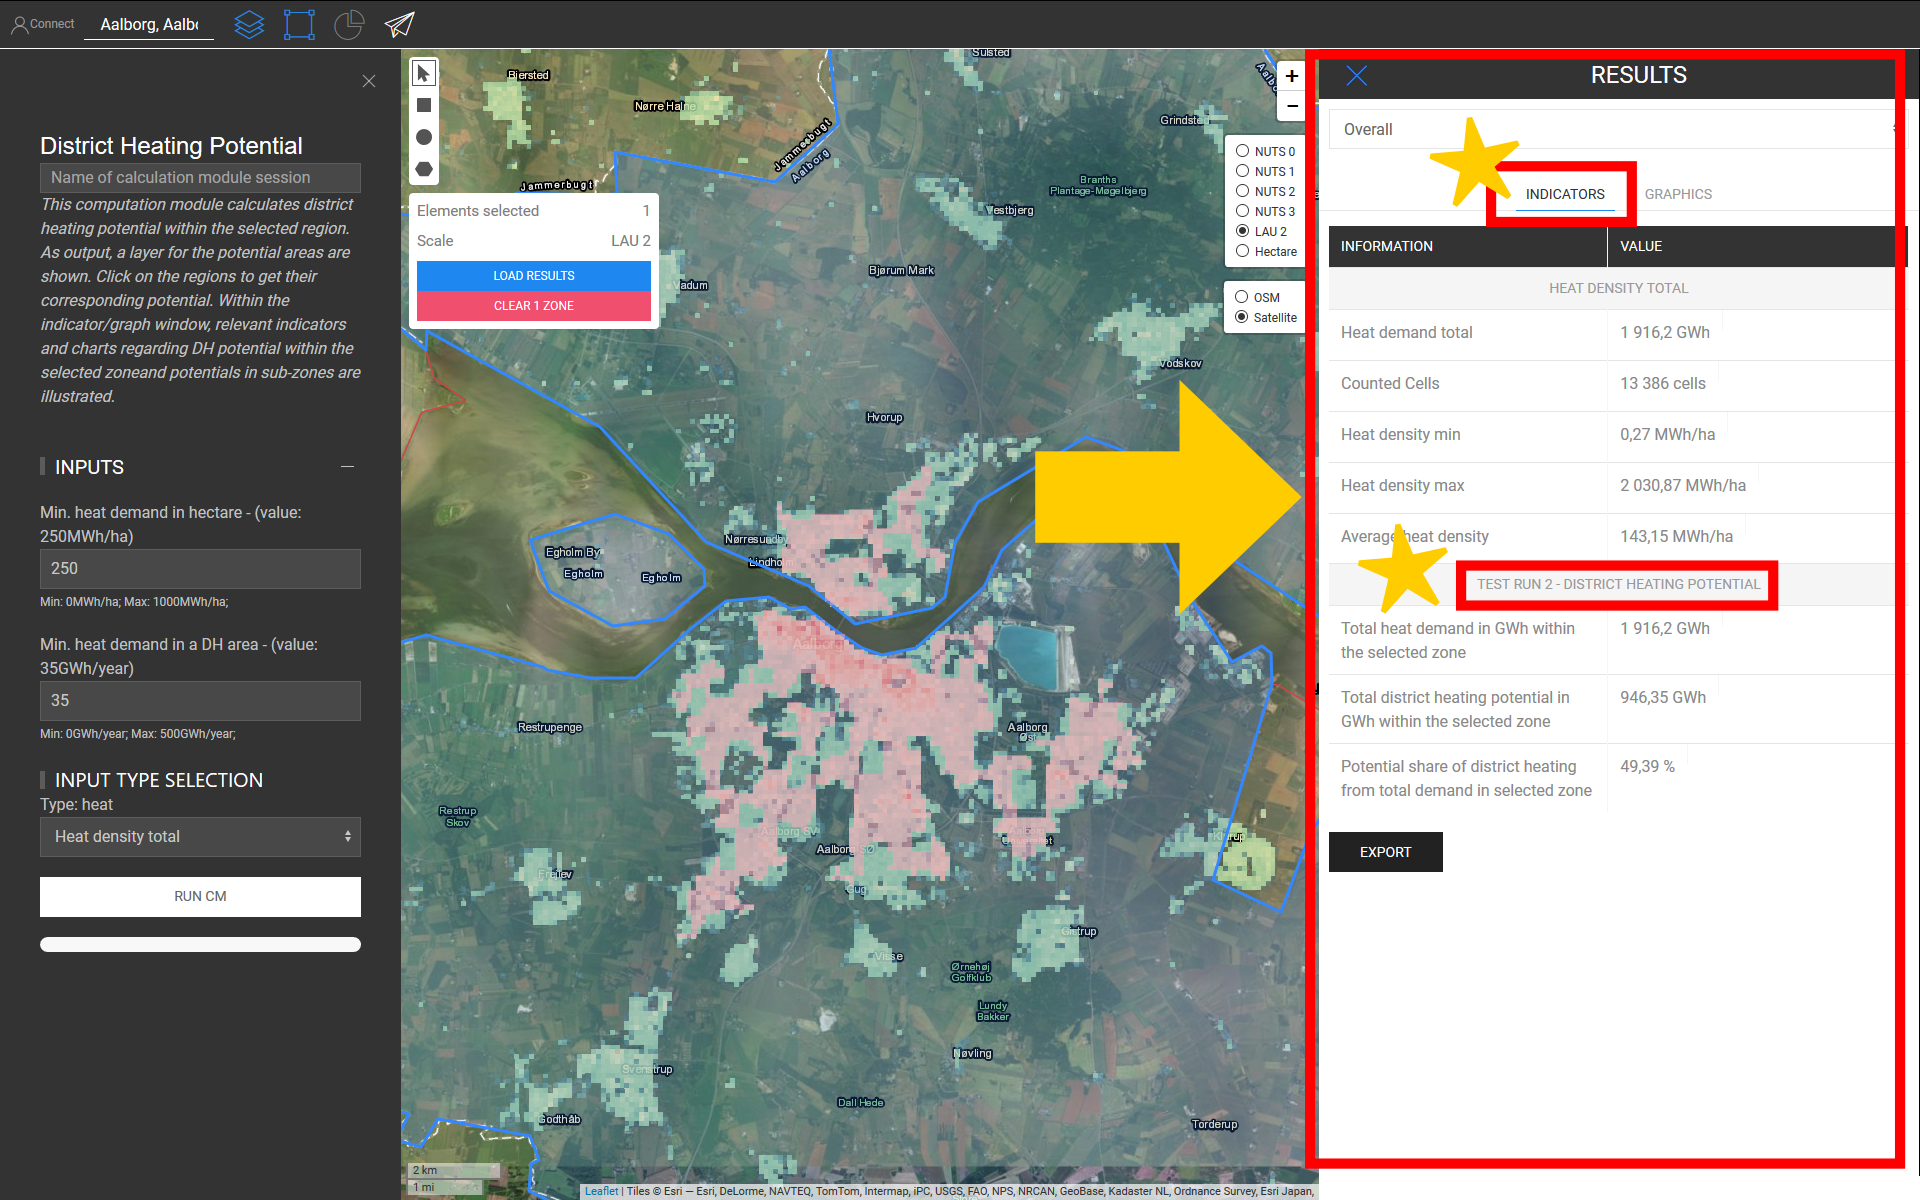 Connect
Aalborg, Aalb
District Heating Potential
Name of calculation module session
This computation module calculates district
heating potential within the selected region.
As output, a layer for the potential areas are
shown. Click on the regions to get their
corresponding potential. Within the
indicator/graph window, relevant indicators
and charts regarding DH potential within the
selected zoneand potentials in sub-zones are
illustrated.
INPUTS
Min. heat demand in hectare - (value:
250MWh/ha)
250
Min: 0MWh/ha; Max: 1000MWh/ha;
Min. heat demand in a DH area - (value:
35GWh/year)
35
Min: 0GWh/year; Max: 500GWh/year;
INPUT TYPE SELECTION
Type: heat
Heat density total
RUN CM
Elements selected 1
Scale LAU 2
LOAD RESULTS
CLEAR 1 ZONE
Biersted
Nørre Halne
Jammerbugt
Jammerbugt
Aalborg
Sulsted
Grindsted
Branths
Plantage-Møgelbjerg
Vestbjerg
Vadum
Bjørum Mark
Vodskov
Hvorup
Nørresundby
Lindholm
Egholm By
Egholm
Egholm
Aalborg
Restrupenge
Aalborg
Øst
Restrup
Skov
Aalborg SV
Aalborg SØ
Aalborg
Universitet
Klarup
Frejlev
Gug
Gistrup
Visse
Ørnehøj
Golfklub
Lundy
Bakker
Nøvling
Svenstrup
Dall Hede
Godthåb
Torderup
+
−
NUTS 0
NUTS 1
NUTS 2
NUTS 3
LAU 2
Hectare
OSM
Satellite
2 km
1 mi
Leaflet | Tiles © Esri — Esri, DeLorme, NAVTEQ, TomTom, Intermap, iPC, USGS, FAO, NPS, NRCAN, GeoBase, Kadaster NL, Ordnance Survey, Esri Japan,
RESULTS
Overall
INDICATORS GRAPHICS
INFORMATION VALUE
HEAT DENSITY TOTAL
Heat demand total 1 916,2 GWh
Counted Cells 13 386 cells
Heat density min 0,27 MWh/ha
Heat density max 2 030,87 MWh/ha
Average heat density 143,15 MWh/ha
TEST RUN 2 - DISTRICT HEATING POTENTIAL
Total heat demand in GWh within 1 916,2 GWh
the selected zone
Total district heating potential in 946,35 GWh
GWh within the selected zone
Potential share of district heating 49,39 %
from total demand in selected zone
EXPORT